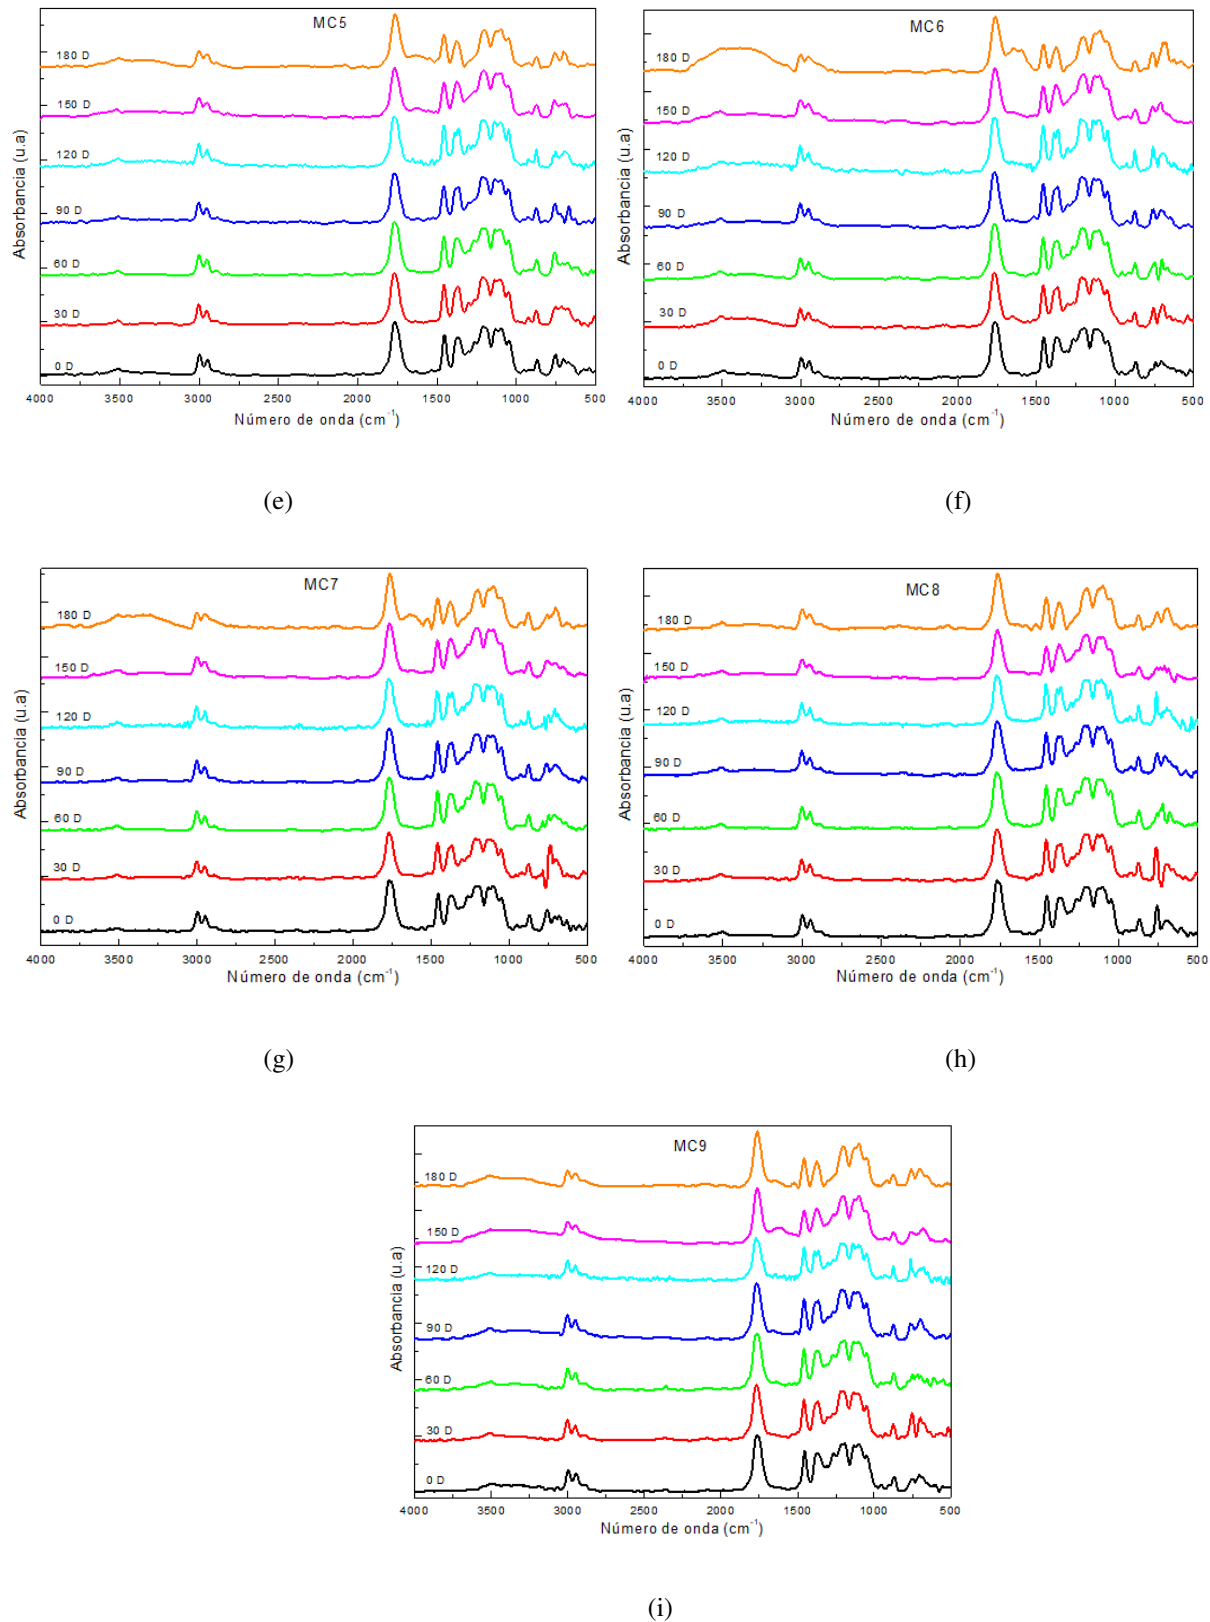 MC5
Absorbancia (u.a)
180 D
150 D
120 D
90 D
60 D
30 D
0 D
4000 3500 3000 2500 2000 1500 1000 500
Número de onda (cm⁻¹)
(e)
MC6
Absorbancia (u.a)
180 D
150 D
120 D
90 D
60 D
30 D
0 D
4000 3500 3000 2500 2000 1500 1000 500
Número de onda (cm⁻¹)
(f)
MC7
Absorbancia (u.a)
180 D
150 D
120 D
90 D
60 D
30 D
0 D
4000 3500 3000 2500 2000 1500 1000 500
Número de onda (cm⁻¹)
(g)
MC8
Absorbancia (u.a)
180 D
150 D
120 D
90 D
60 D
30 D
0 D
4000 3500 3000 2500 2000 1500 1000 500
Número de onda (cm⁻¹)
(h)
MC9
Absorbancia (u.a)
180 D
150 D
120 D
90 D
60 D
30 D
0 D
4000 3500 3000 2500 2000 1500 1000 500
Número de onda (cm⁻¹)
(i)